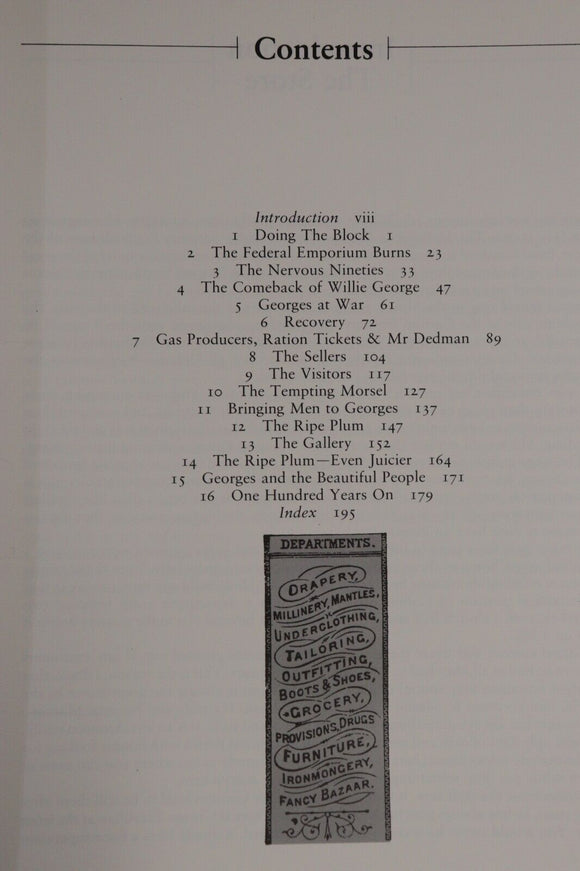 Contents
Introduction viii
1 Doing The Block 1
2 The Federal Emporium Burns 23
3 The Nervous Nineties 33
4 The Comeback of Willie George 47
5 Georges at War 61
6 Recovery 72
7 Gas Producers, Ration Tickets & Mr Dedman 89
8 The Sellers 104
9 The Visitors 117
10 The Tempting Morsel 127
11 Bringing Men to Georges 137
12 The Ripe Plum 147
13 The Gallery 152
14 The Ripe Plum—Even Juicier 164
15 Georges and the Beautiful People 171
16 One Hundred Years On 179
Index 195
DEPARTMENTS.
DRAPERY,
MILLINERY, MANTLES,
UNDERCLOTHING,
TAILORING,
OUTFITTING,
BOOTS & SHOES,
GROCERY,
PROVISIONS, DRUGS
FURNITURE,
IRONMONGERY,
FANCY BAZAAR.